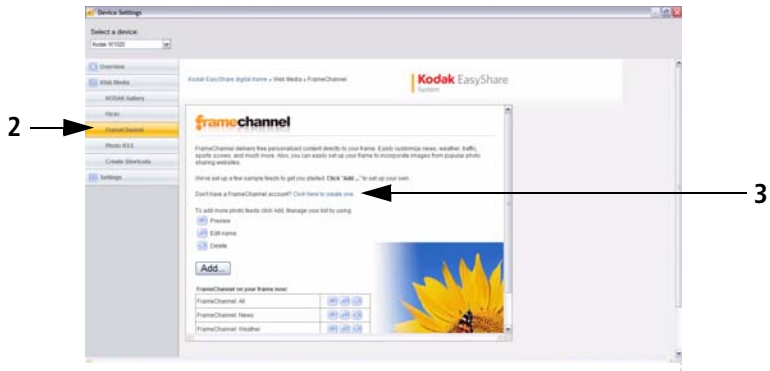 Device Settings
Select a device:
Kodak W1020
Overview
Web Media
KODAK Gallery
Flickr
FrameChannel
Photo RSS
Create Shortcuts
Settings
Kodak EasyShare digital frame » Web Media » FrameChannel
Kodak EasyShare
System
framechannel
FrameChannel delivers free personalized content directly to your frame. Easily customize news, weather, traffic,
sports scores, and much more. Also, you can easily set up your frame to incorporate images from popular photo
sharing websites.
We've set up a few sample feeds to get you started. Click "Add ..." to set up your own.
Don't have a FrameChannel account? Click here to create one.
To add more photo feeds click Add. Manage your list by using:
Preview
Edit name
Delete
Add...
FrameChannel on your frame now:
FrameChannel: All
FrameChannel: News
FrameChannel: Weather
2
3